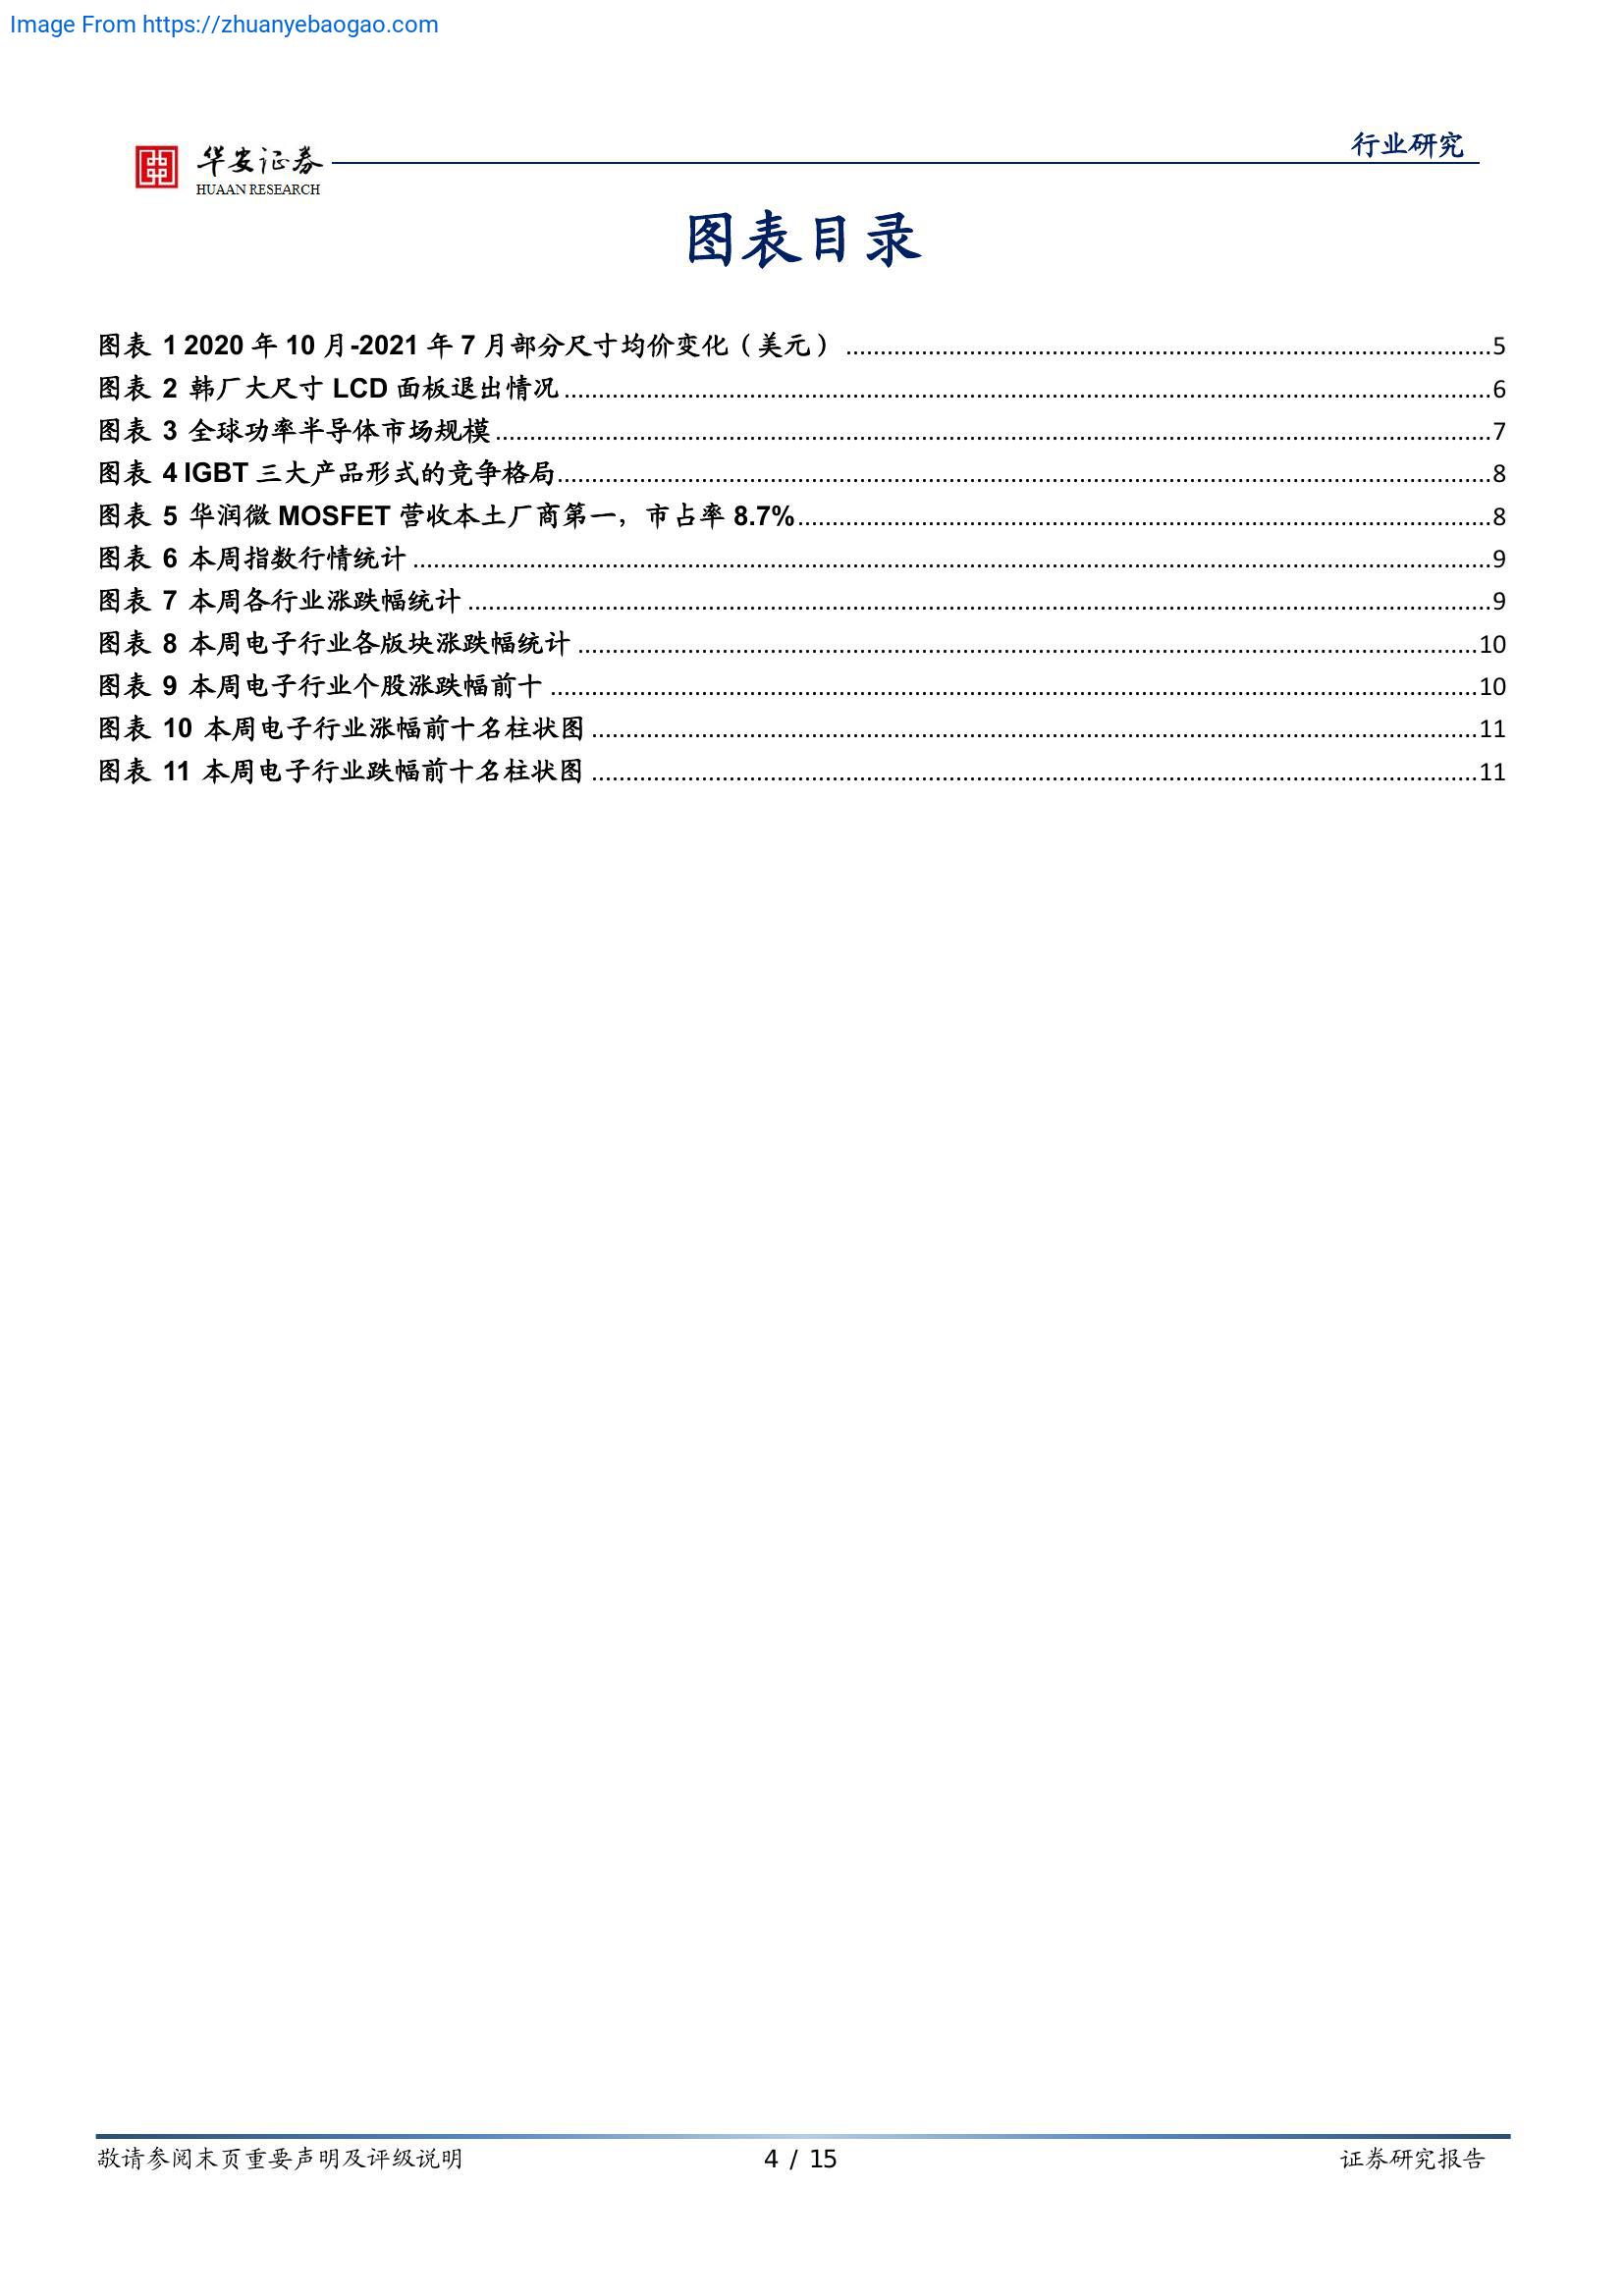 Image From https://zhuanyebaogao.com
行业研究
华安证券
HUAAN RESEARCH
图表目录
图表 1 2020 年 10 月-2021 年 7 月部分尺寸均价变化（美元）.....5
图表 2 韩厂大尺寸 LCD 面板退出情况.....6
图表 3 全球功率半导体市场规模.....7
图表 4 IGBT 三大产品形式的竞争格局.....8
图表 5 华润微 MOSFET 营收本土厂商第一，市占率 8.7%.....8
图表 6 本周指数行情统计.....9
图表 7 本周各行业涨跌幅统计.....9
图表 8 本周电子行业各版块涨跌幅统计.....10
图表 9 本周电子行业个股涨跌幅前十.....10
图表 10 本周电子行业涨幅前十名柱状图.....11
图表 11 本周电子行业跌幅前十名柱状图.....11
敬请参阅末页重要声明及评级说明
4 / 15
证券研究报告